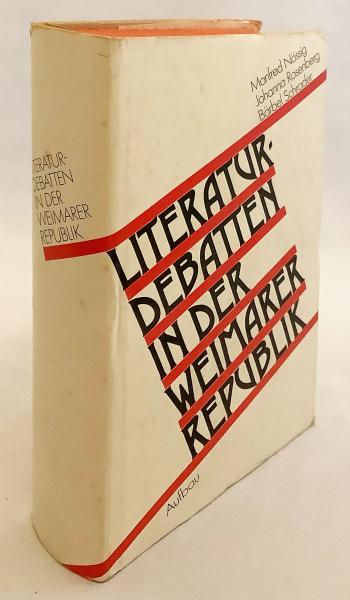 LITERATUR-
DEBATTEN
IN DER
WEIMARER
REPUBLIK
Manfred Nössig
Johanna Rosenberg
Bärbel Schrader
LITERATUR-
DEBATTEN
IN DER
WEIMARER
REPUBLIK
Aufbau